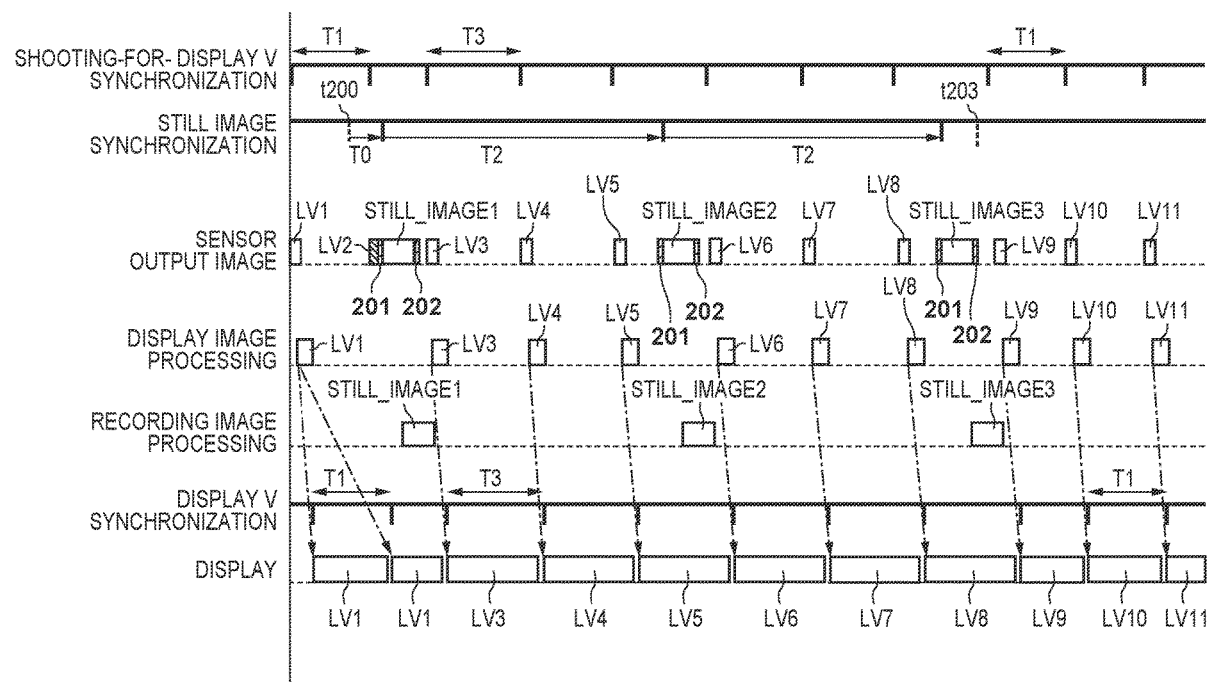 T1 T3 T1
SHOOTING-FOR- DISPLAY V
SYNCHRONIZATION
t200 t203
STILL IMAGE
SYNCHRONIZATION
T0 T2 T2
LV5 LV8
LV1 STILL_IMAGE1 LV4 STILL_IMAGE2 LV7 STILL_IMAGE3 LV10 LV11
SENSOR
OUTPUT IMAGE
LV2 LV3 LV6 LV9
201 202 201 202 201 202
LV4 LV5 LV7 LV8 LV9 LV10 LV11
DISPLAY IMAGE
PROCESSING
LV1 LV3 LV6
STILL_IMAGE1 STILL_IMAGE2 STILL_IMAGE3
RECORDING IMAGE
PROCESSING
T1 T3 T1
DISPLAY V
SYNCHRONIZATION
DISPLAY
LV1 LV1 LV3 LV4 LV5 LV6 LV7 LV8 LV9 LV10 LV11